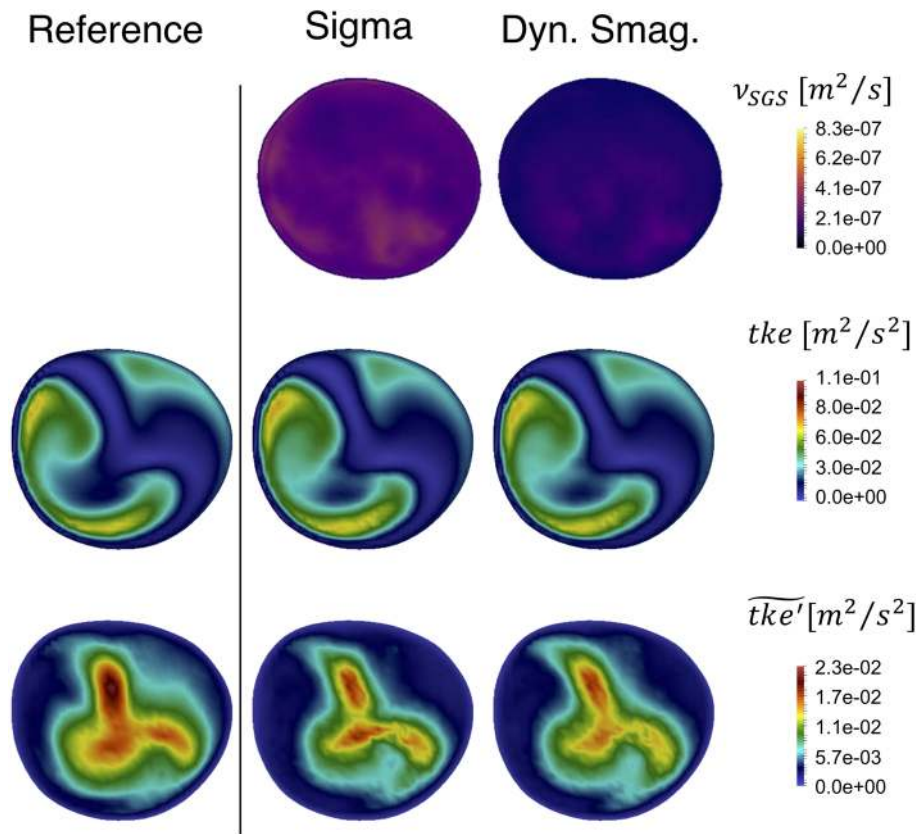 Reference Sigma Dyn. Smag.
ν_SGS [m²/s]
8.3e-07
6.2e-07
4.1e-07
2.1e-07
0.0e+00
tke [m²/s²]
1.1e-01
8.0e-02
6.0e-02
3.0e-02
0.0e+00
t͠ke′[m²/s²]
2.3e-02
1.7e-02
1.1e-02
5.7e-03
0.0e+00